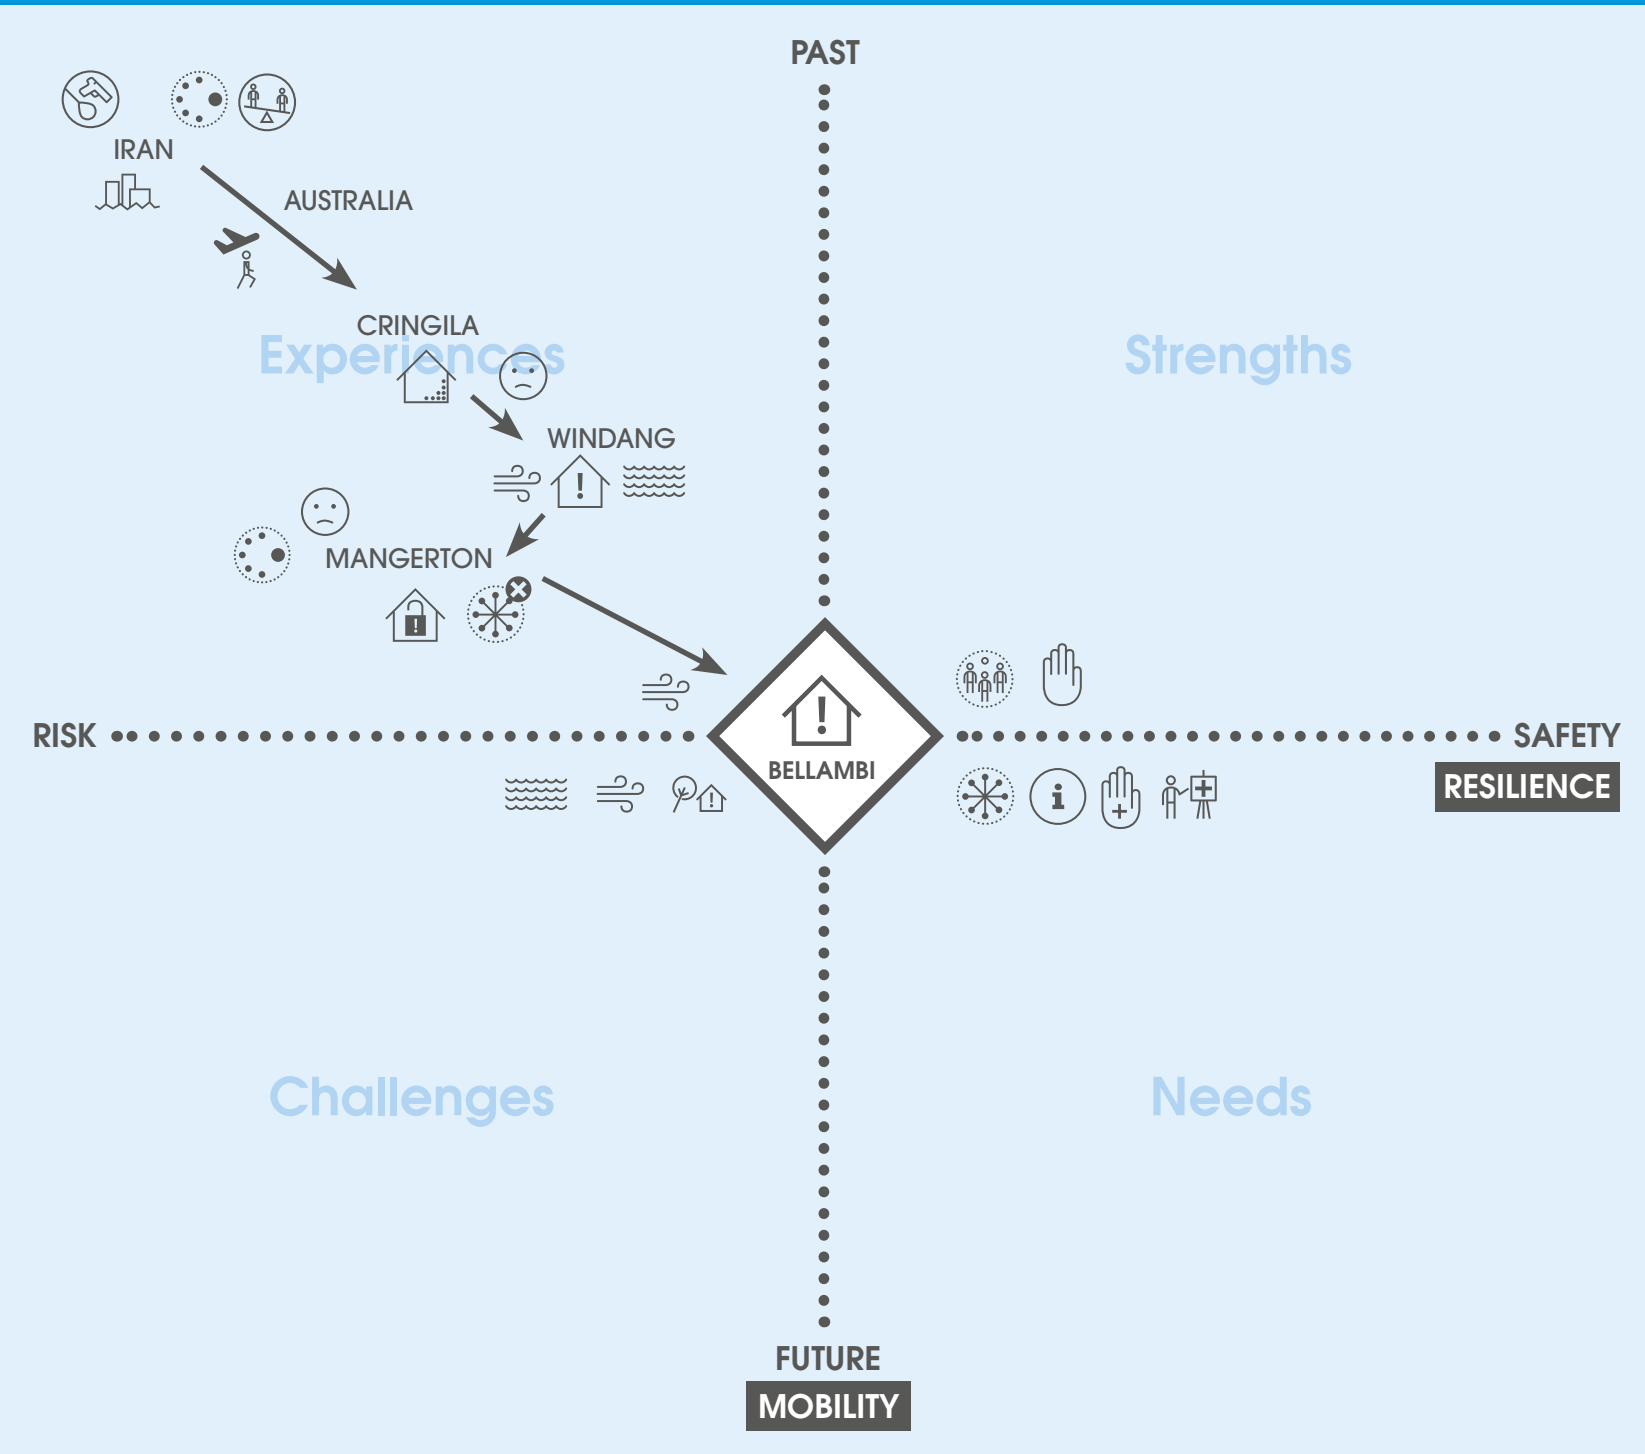 PAST
IRAN
AUSTRALIA
CRINGILA
Experiences
Strengths
WINDANG
MANGERTON
RISK
SAFETY
BELLAMBI
RESILIENCE
Challenges
Needs
FUTURE
MOBILITY